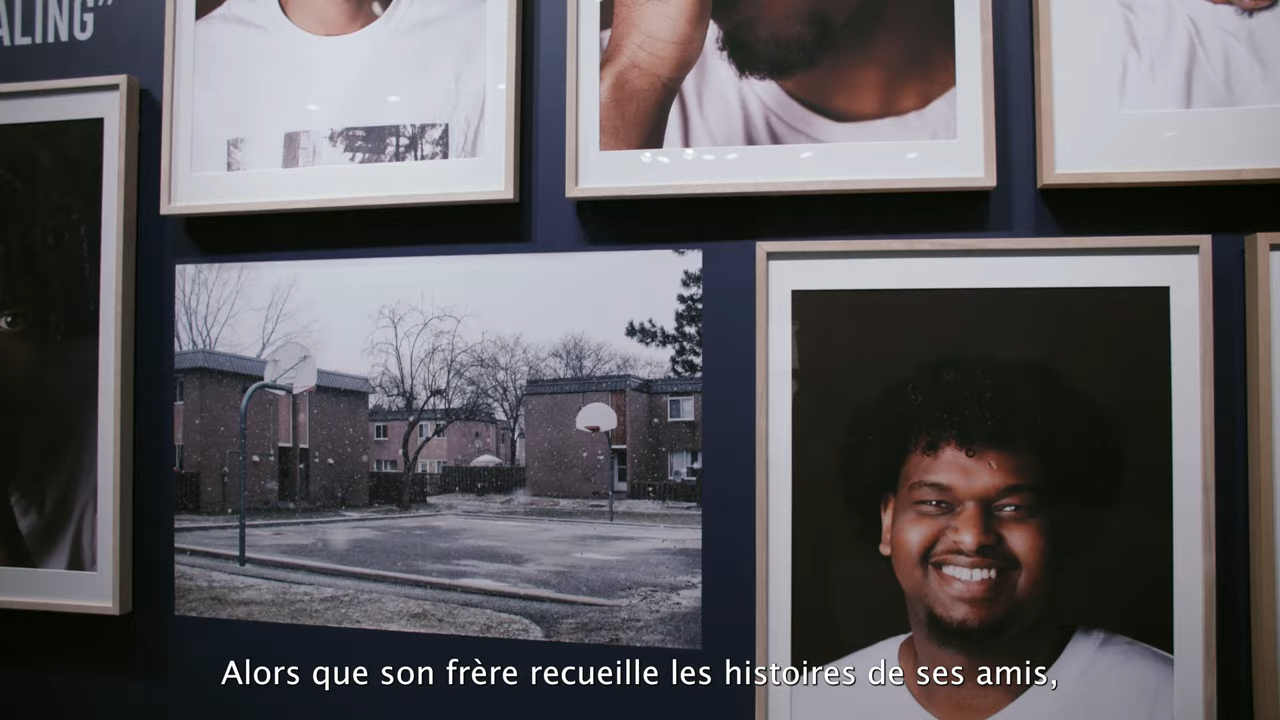 ALING”
Alors que son frère recueille les histoires de ses amis,